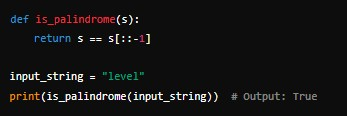 def is_palindrome(s):
    return s == s[::-1]
input_string = "level"
print(is_palindrome(input_string))  # Output: True